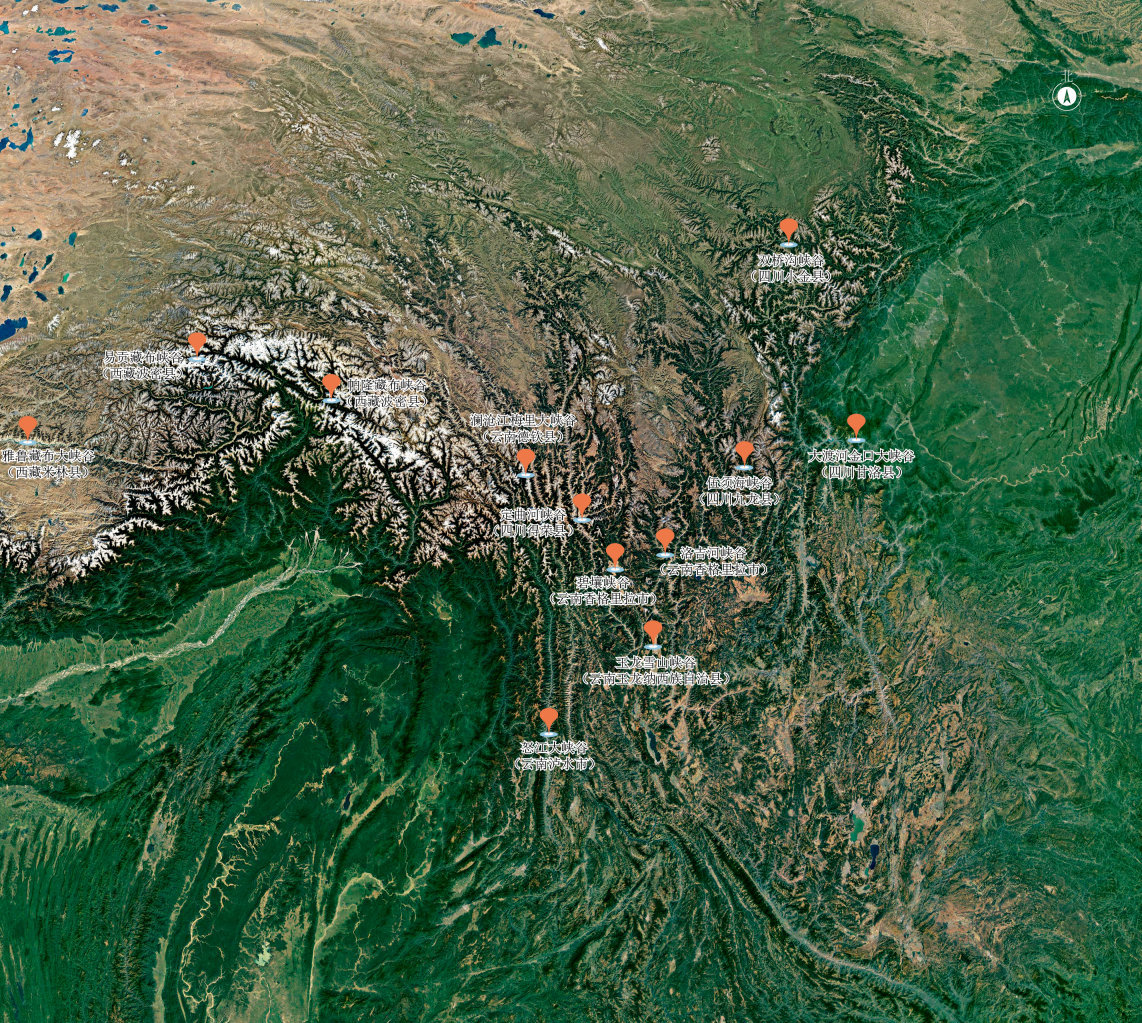 北
双桥沟峡谷
（四川小金县）
易贡藏布峡谷
（西藏波密县）
帕隆藏布峡谷
（西藏波密县）
澜沧江梅里大峡谷
（云南德钦县）
雅鲁藏布大峡谷
（西藏米林县）
大渡河金口大峡谷
（四川甘洛县）
伍须海峡谷
（四川九龙县）
定曲河峡谷
（四川得荣县）
洛吉河峡谷
（云南香格里拉市）
碧壤峡谷
（云南香格里拉市）
玉龙雪山峡谷
（云南玉龙纳西族自治县）
怒江大峡谷
（云南泸水市）